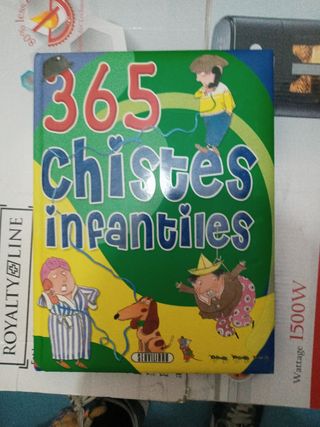 365
chistes
infantiles
SERVILIBRO
ROYALTY LINE
Wattage 1500W